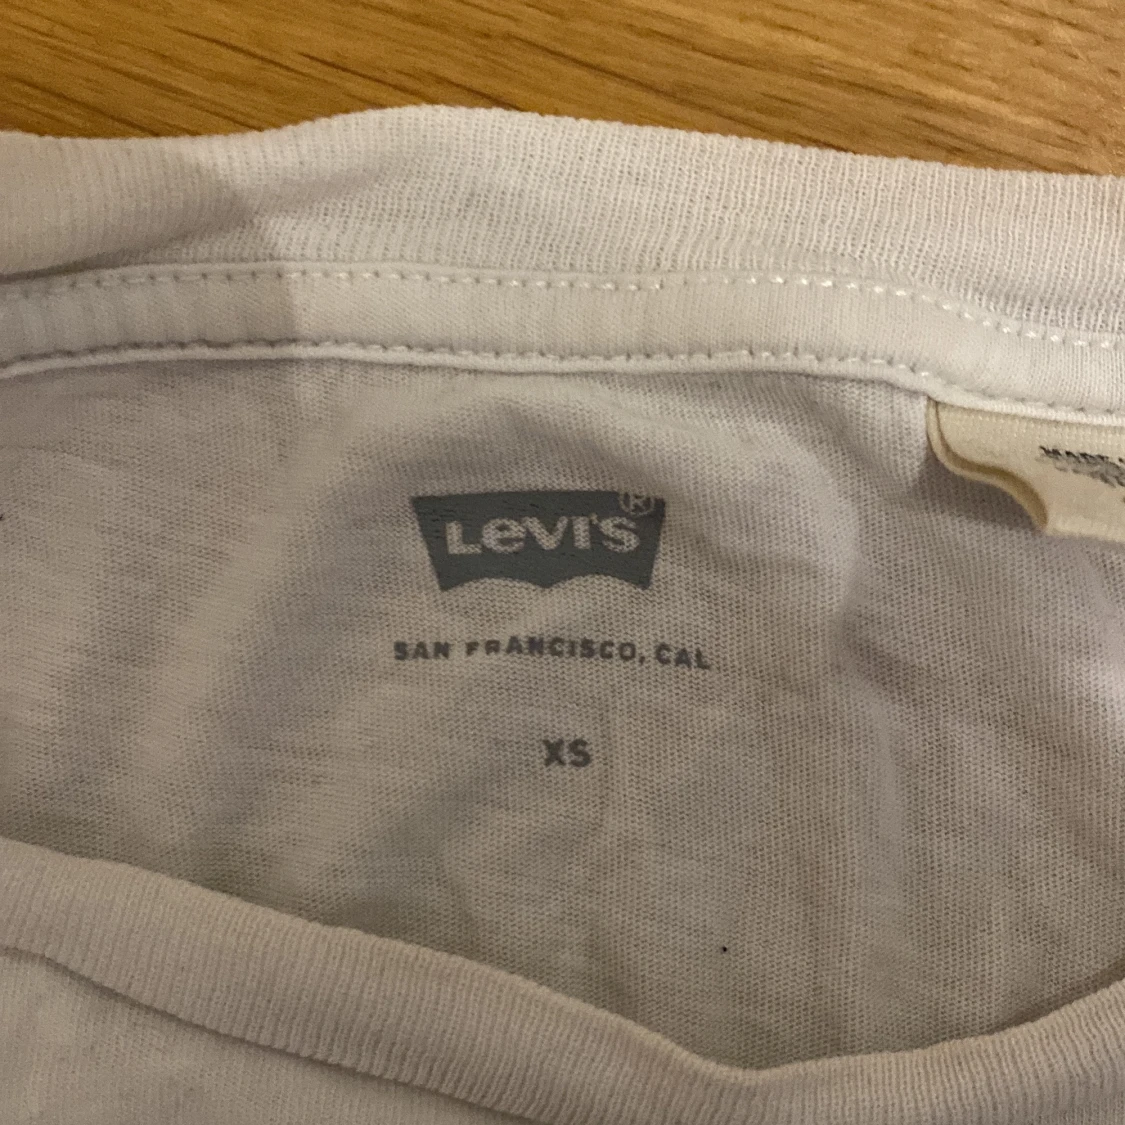 Levi's®
SAN FRANCISCO, CAL
XS